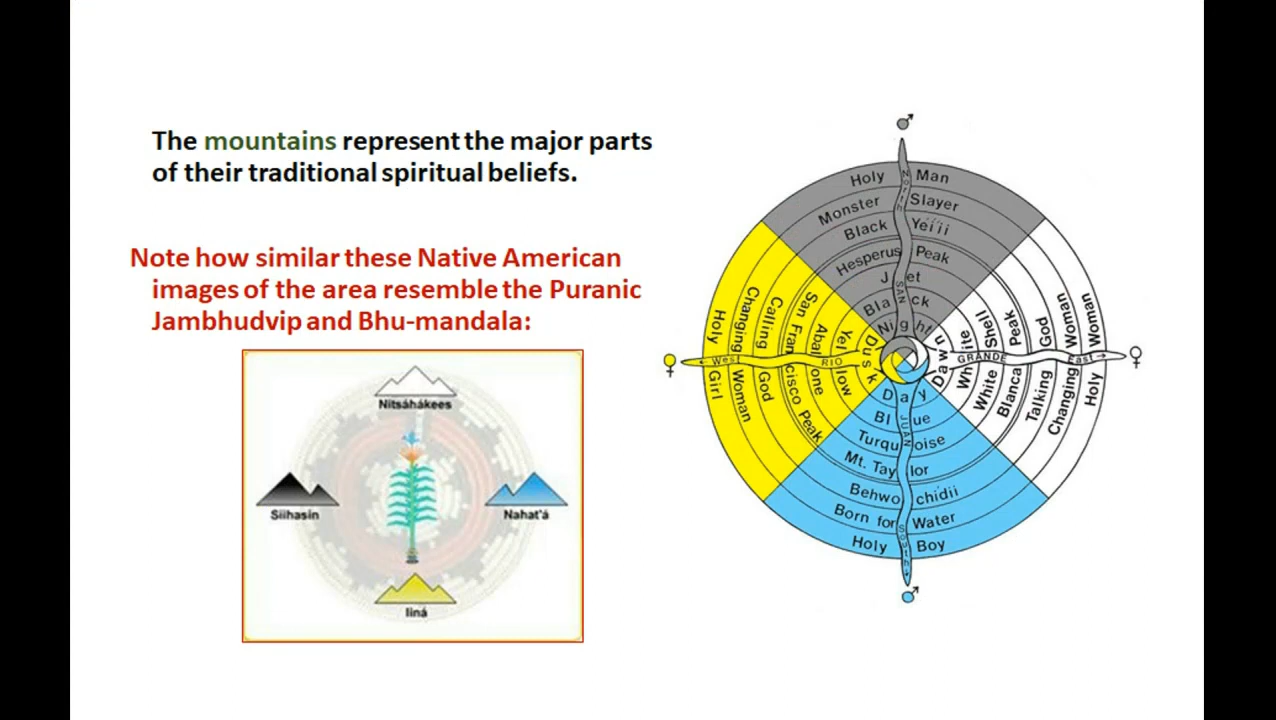 The mountains represent the major parts
of their traditional spiritual beliefs.
Note how similar these Native American
images of the area resemble the Puranic
Jambhudvip and Bhu-mandala:
Nitsáhákees
Siihasin
Nahat'á
Iiná
♂
North
Holy Man
Monster Slayer
Black Yeiíi
Hesperus Peak
Jet
Black
Night
SAN
♀
← West
RIO
Holy Girl
Changing Woman
Calling God
San Francisco Peak
Abalone
Yellow
Dusk
Dawn
White
White Shell
Blanca Peak
Talking God
Changing Woman
Holy Woman
GRANDE
East →
♀
Day
Blue
Turquoise
Mt. Taylor
Behwochidii
Born for Water
Holy Boy
JUAN
South →
♂